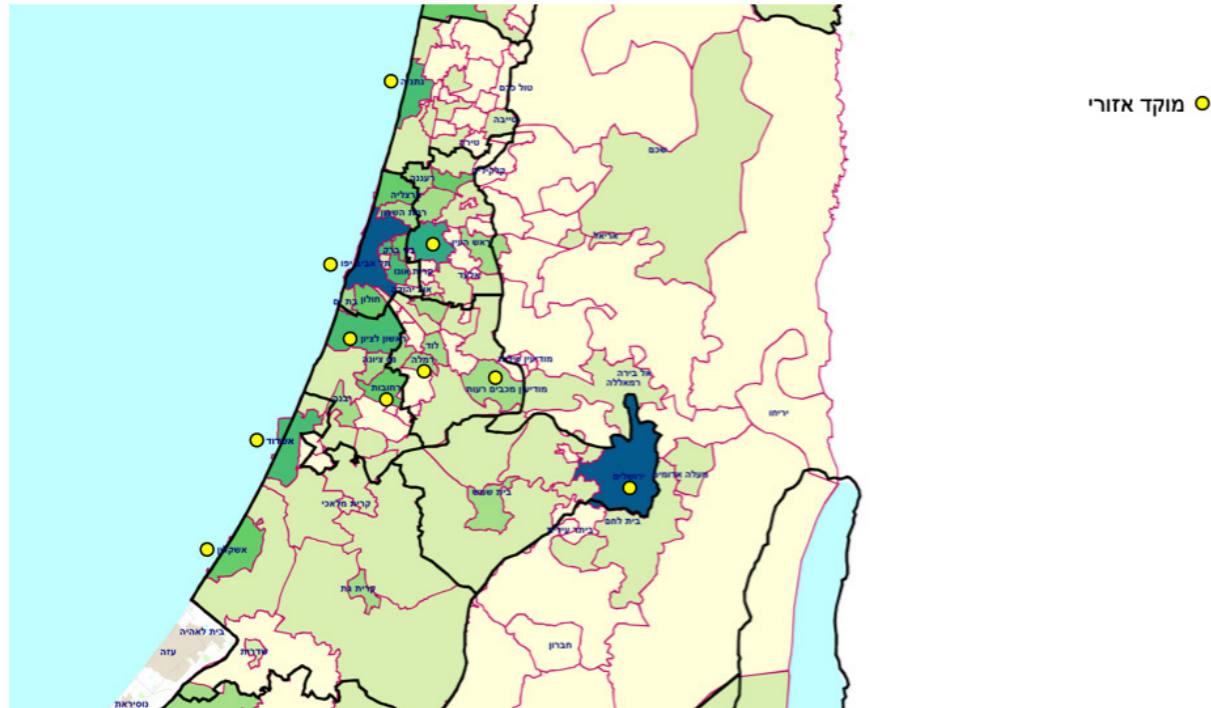 מוקד אזורי
נתניה
טול כרם
טייבה
טירה
קלקיליה
שכם
רעננה
הרצליה
רמת השרון
אריאל
ראש העין
בני ברק
תל אביב יפו
קרית אונו
אלעד
אור יהודה
חולון
בת ים
ראשון לציון
לוד
נס ציונה
רמלה
מודיעין עילית
אל בירה
רמאללה
מודיעין מכבים רעות
רחובות
יבנה
יריחו
אשדוד
ירושלים
מעלה אדומים
בית שמש
קרית מלאכי
בית לחם
ביתר עילית
אשקלון
קרית גת
בית לאהיה
עזה
שדרות
חברון
נוסיראת